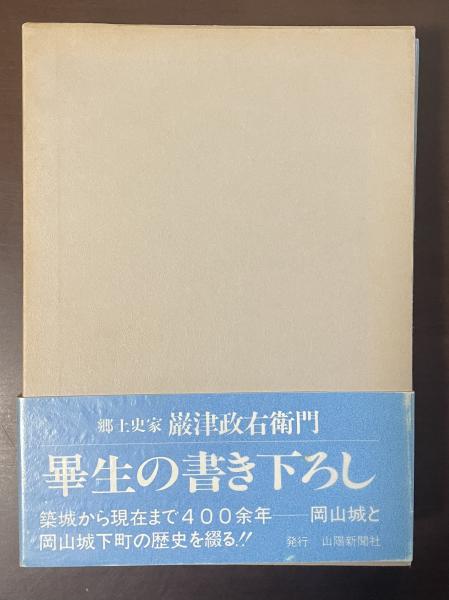 郷土史家 巌津政右衛門
畢生の書き下ろし
築城から現在まで400余年――岡山城と
岡山城下町の歴史を綴る!! 発行 山陽新聞社